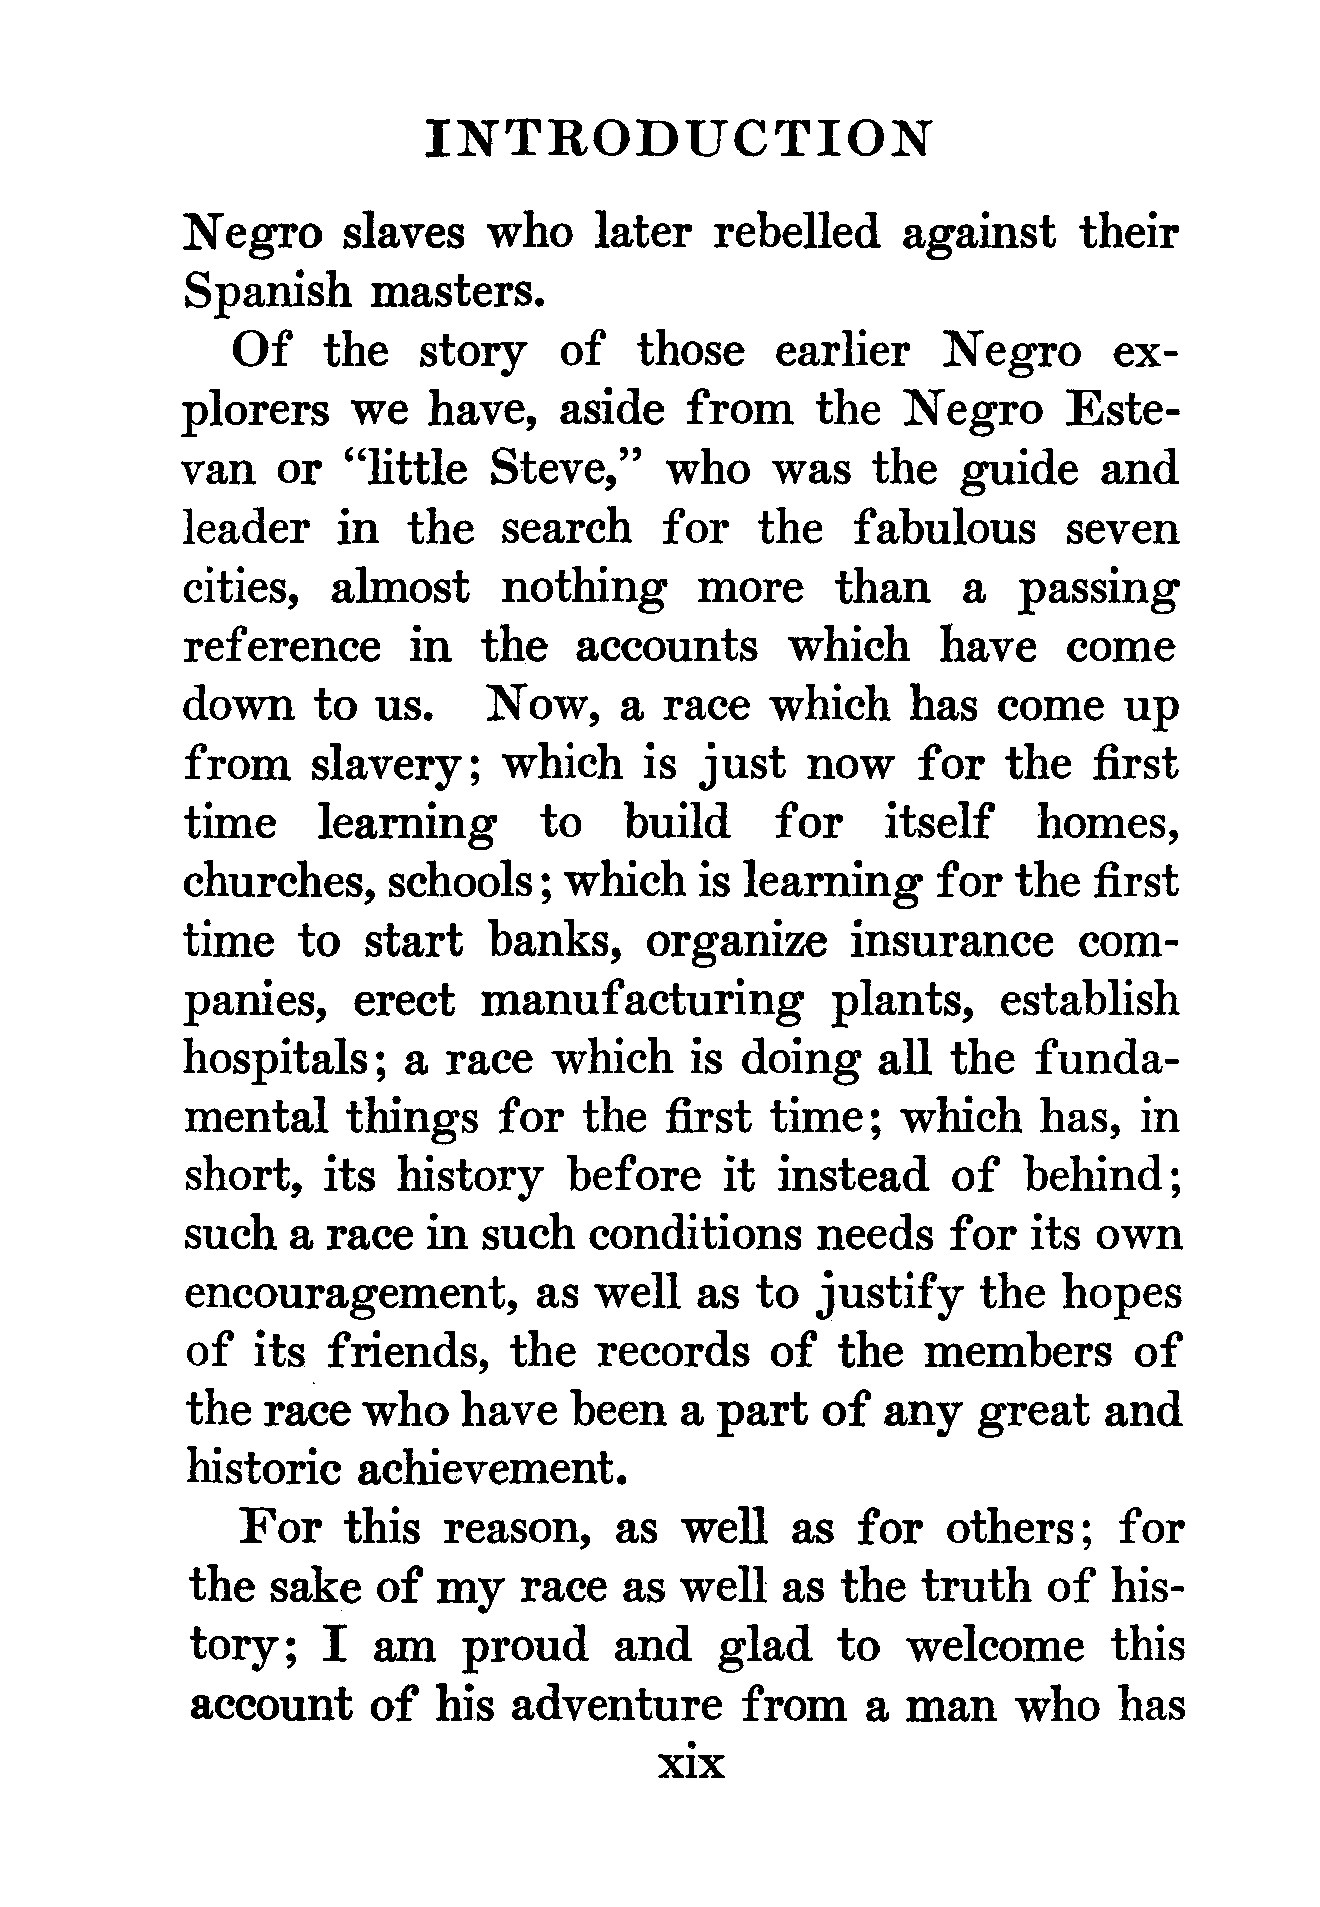 INTRODUCTION
Negro slaves who later rebelled against their
Spanish masters.
Of the story of those earlier Negro ex-
plorers we have, aside from the Negro Este-
van or “little Steve,” who was the guide and
leader in the search for the fabulous seven
cities, almost nothing more than a passing
reference in the accounts which have come
down to us. Now, a race which has come up
from slavery; which is just now for the first
time learning to build for itself homes,
churches, schools; which is learning for the first
time to start banks, organize insurance com-
panies, erect manufacturing plants, establish
hospitals; a race which is doing all the funda-
mental things for the first time; which has, in
short, its history before it instead of behind;
such a race in such conditions needs for its own
encouragement, as well as to justify the hopes
of its friends, the records of the members of
the race who have been a part of any great and
historic achievement.
For this reason, as well as for others; for
the sake of my race as well as the truth of his-
tory; I am proud and glad to welcome this
account of his adventure from a man who has
xix